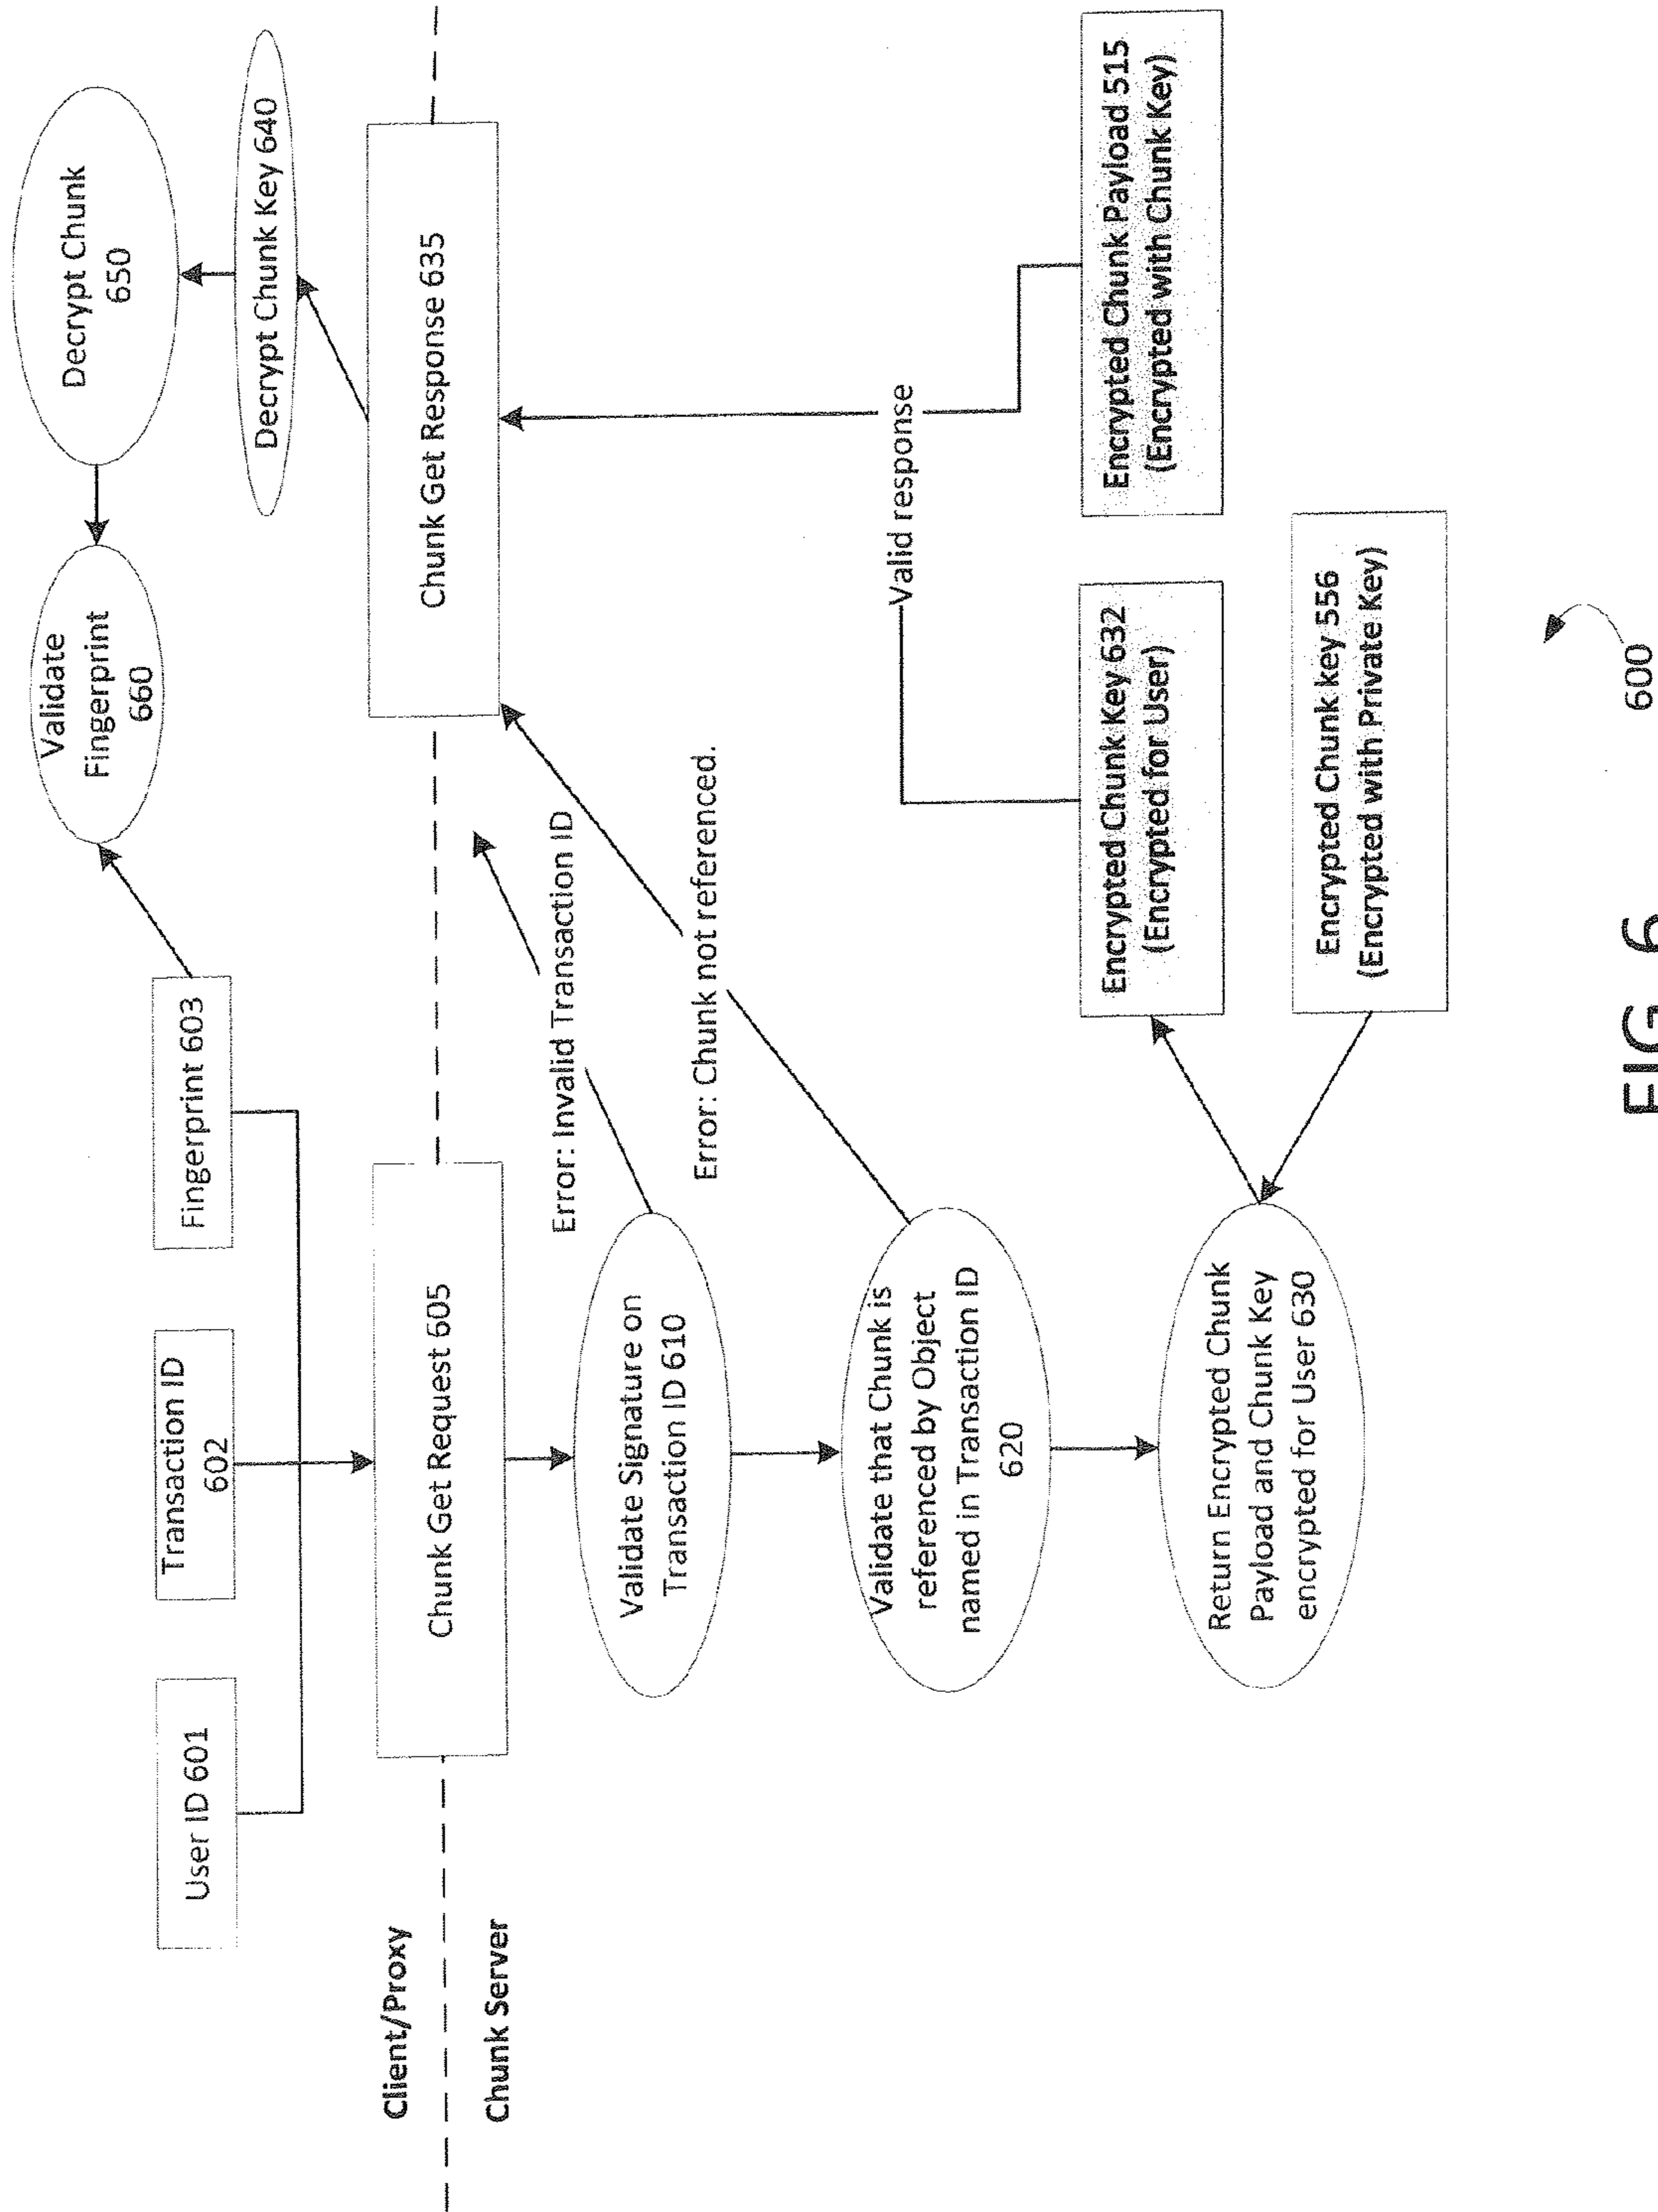 User ID 601
Transaction ID
602
Fingerprint 603
Validate
Fingerprint
660
Decrypt Chunk
650
Decrypt Chunk Key 640
Client/Proxy
Chunk Server
Chunk Get Request 605
Chunk Get Response 635
Validate Signature on
Transaction ID 610
Error: Invalid Transaction ID
Validate that Chunk is
referenced by Object
named in Transaction ID
620
Error: Chunk not referenced.
Valid response
Return Encrypted Chunk
Payload and Chunk Key
encrypted for User 630
Encrypted Chunk Key 632
(Encrypted for User)
Encrypted Chunk Payload 515
(Encrypted with Chunk Key)
Encrypted Chunk key 556
(Encrypted with Private Key)
600
FIG. 6